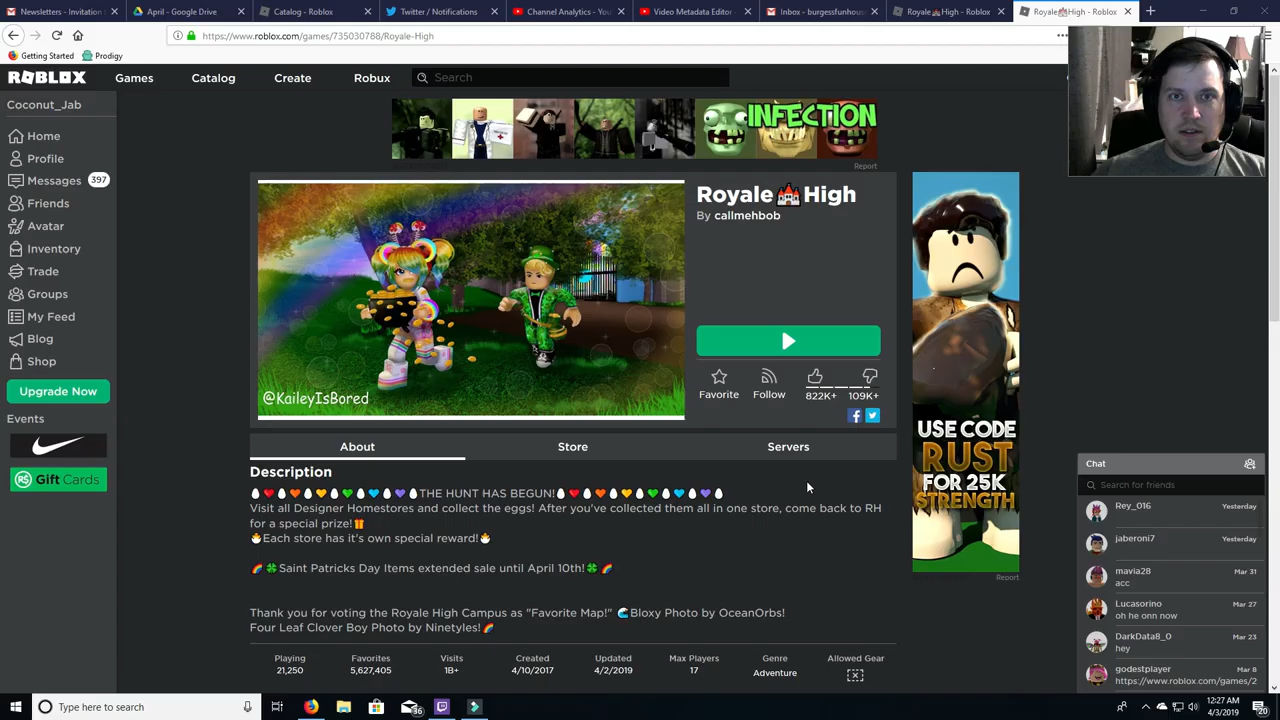 Newsletters - Invitation
April - Google Drive
Catalog - Roblox
Twitter / Notifications
Channel Analytics - You
Video Metadata Editor -
Inbox - burgessfunhouse
Royale🏰High - Roblox
Royale🏰High - Roblox
https://www.roblox.com/games/735030788/Royale-High
Getting Started Prodigy
ROBLOX Games Catalog Create Robux Search
Coconut_Jab
Home
Profile
Messages 397
Friends
Avatar
Inventory
Trade
Groups
My Feed
Blog
Shop
Upgrade Now
Events
Gift Cards
INFECTION
Report
@KaileyIsBored
Royale🏰High
By callmehbob
Favorite Follow 822K+ 109K+
About Store Servers
Description
🥚❤🥚🧡🥚💛🥚💚🥚💙🥚💜🥚THE HUNT HAS BEGUN!🥚❤🥚🧡🥚💛🥚💚🥚💙🥚💜🥚
Visit all Designer Homestores and collect the eggs! After you've collected them all in one store, come back to RH
for a special prize!🎁
🐣Each store has it's own special reward!🐣
🌈🍀Saint Patricks Day Items extended sale until April 10th!🍀🌈
Thank you for voting the Royale High Campus as "Favorite Map!" 🌊Bloxy Photo by OceanOrbs!
Four Leaf Clover Boy Photo by Ninetyles!🌈
Playing Favorites Visits Created Updated Max Players Genre Allowed Gear
21,250 5,627,405 1B+ 4/10/2017 4/2/2019 17 Adventure
USE CODE
RUST
FOR 25K
STRENGTH
Report
Chat
Search for friends
Rey_016 Yesterday
jaberoni7 Yesterday
mavia28 Mar 31
acc
Lucasorino Mar 27
oh he onn now
DarkData8_0 Mar 23
hey
godestplayer Mar 8
https://www.roblox.com/games/2
Type here to search
36
12:27 AM
4/3/2019
20